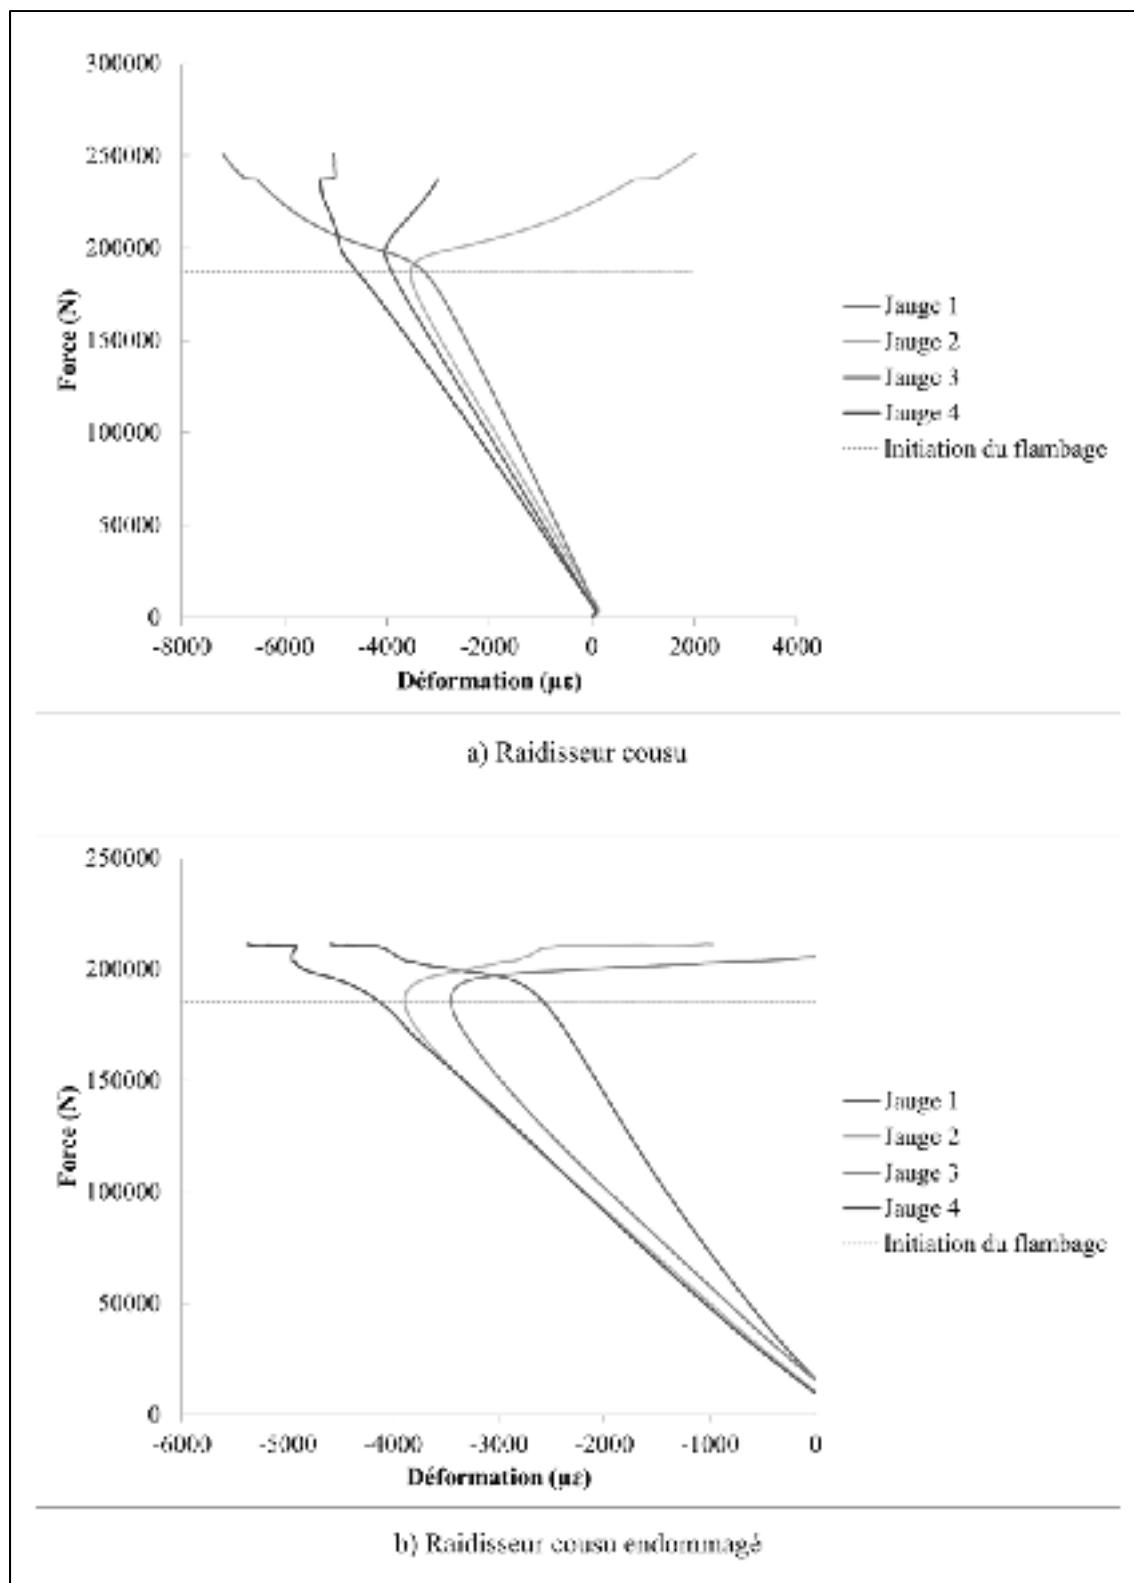 300000
250000
200000
150000
100000
50000
0
Force (N)
-8000 -6000 -4000 -2000 0 2000 4000
Déformation (με)
Jauge 1
Jauge 2
Jauge 3
Jauge 4
Initiation du flambage
a) Raidisseur cousu
250000
200000
150000
100000
50000
0
Force (N)
-6000 -5000 -4000 -3000 -2000 -1000 0
Déformation (με)
Jauge 1
Jauge 2
Jauge 3
Jauge 4
Initiation du flambage
b) Raidisseur cousu endommagé